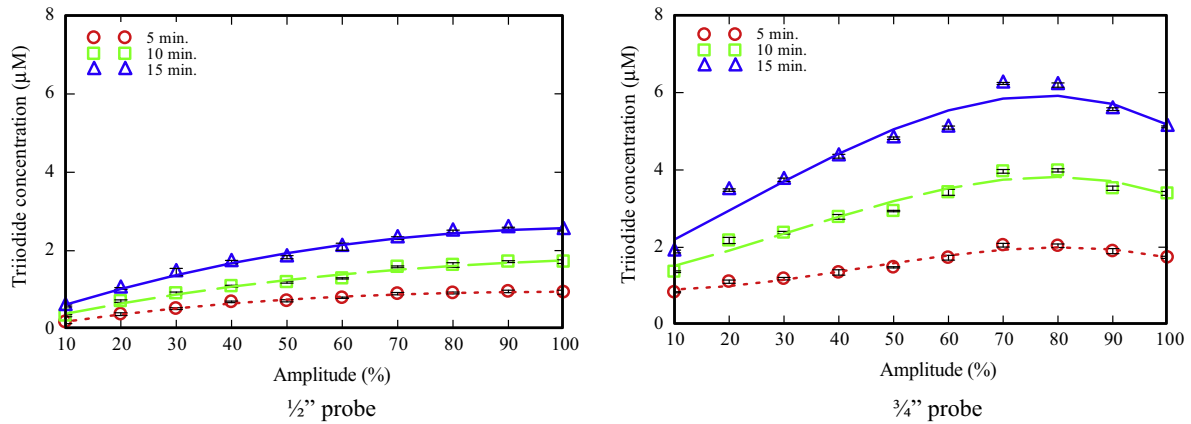 8
6
4
2
0
Triiodide concentration (μM)
5 min.
10 min.
15 min.
10 20 30 40 50 60 70 80 90 100
Amplitude (%)
½” probe
8
6
4
2
0
Triiodide concentration (μM)
5 min.
10 min.
15 min.
10 20 30 40 50 60 70 80 90 100
Amplitude (%)
¾” probe